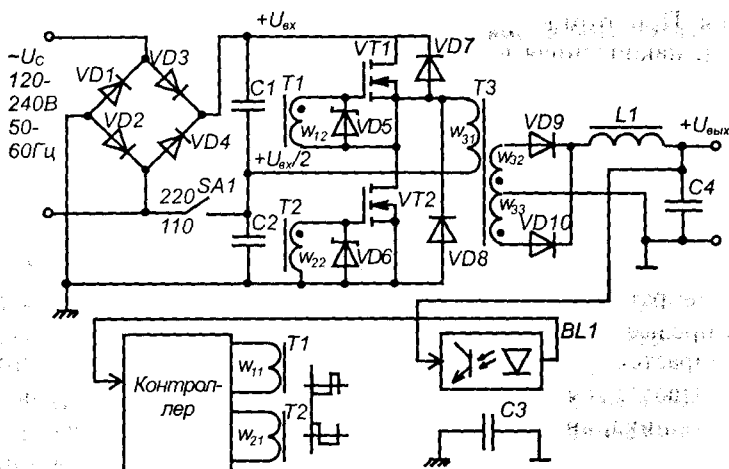 +Uвх
VT1
VD7
~Uc
120-
240В
50-
60Гц
VD1
VD3
VD2
VD4
C1
T1
w12
VD5
T3
w31
VD9
L1
+Uвых
w32
+Uвх/2
220
SA1
110
C2
T2
VT2
w22
VD6
VD8
w33
VD10
C4
BL1
Контрол-
лер
w11
T1
w21
T2
C3